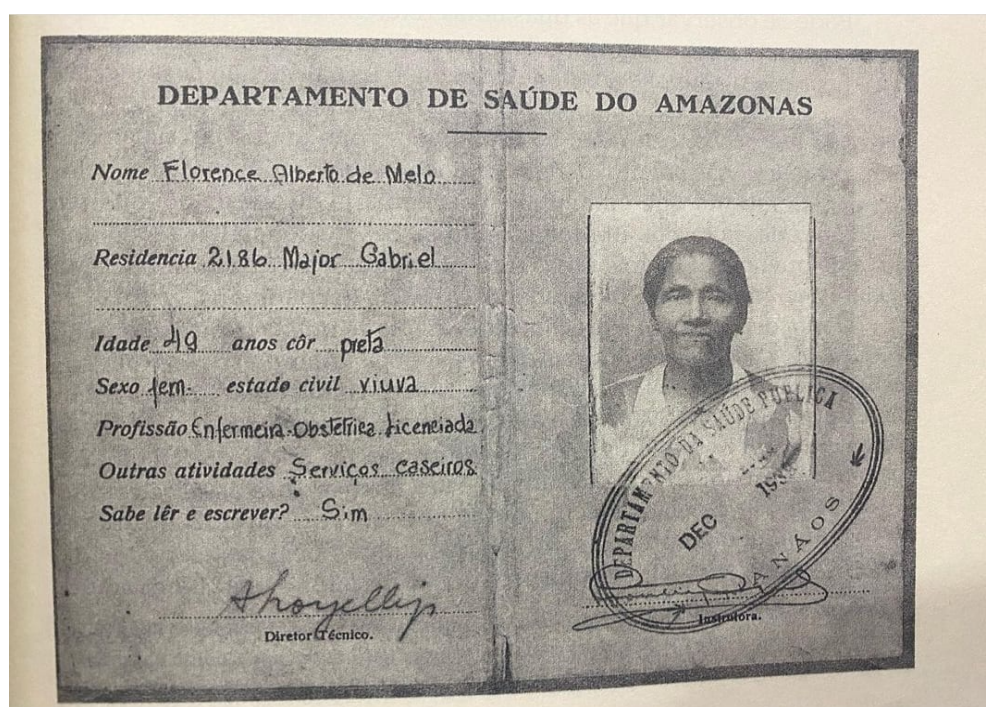 DEPARTAMENTO DE SAÚDE DO AMAZONAS
Nome Florence Alberto de Melo
Residencia 2186 Major Gabriel
Idade 49 anos côr preta
Sexo fem. estado civil viuva
Profissão Enfermeira Obstetrica Licenciada
Outras atividades Serviços caseiros
Sabe lêr e escrever? Sim
Diretor Técnico.
DEPARTAMENTO DA SAÚDE PUBLICA
DEC
MANÁOS
Instrutora.